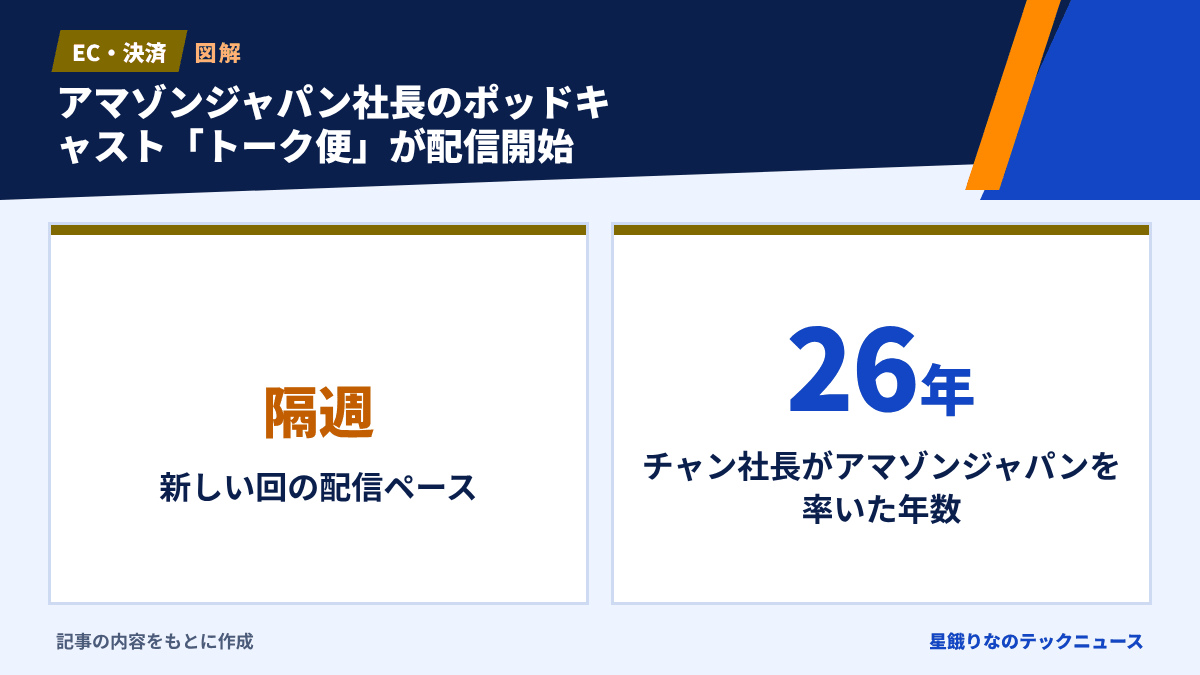 EC・決済 図解
アマゾンジャパン社長のポッドキ
ャスト「トーク便」が配信開始
隔週
新しい回の配信ペース
26年
チャン社長がアマゾンジャパンを
率いた年数
記事の内容をもとに作成
星餓りなのテックニュース